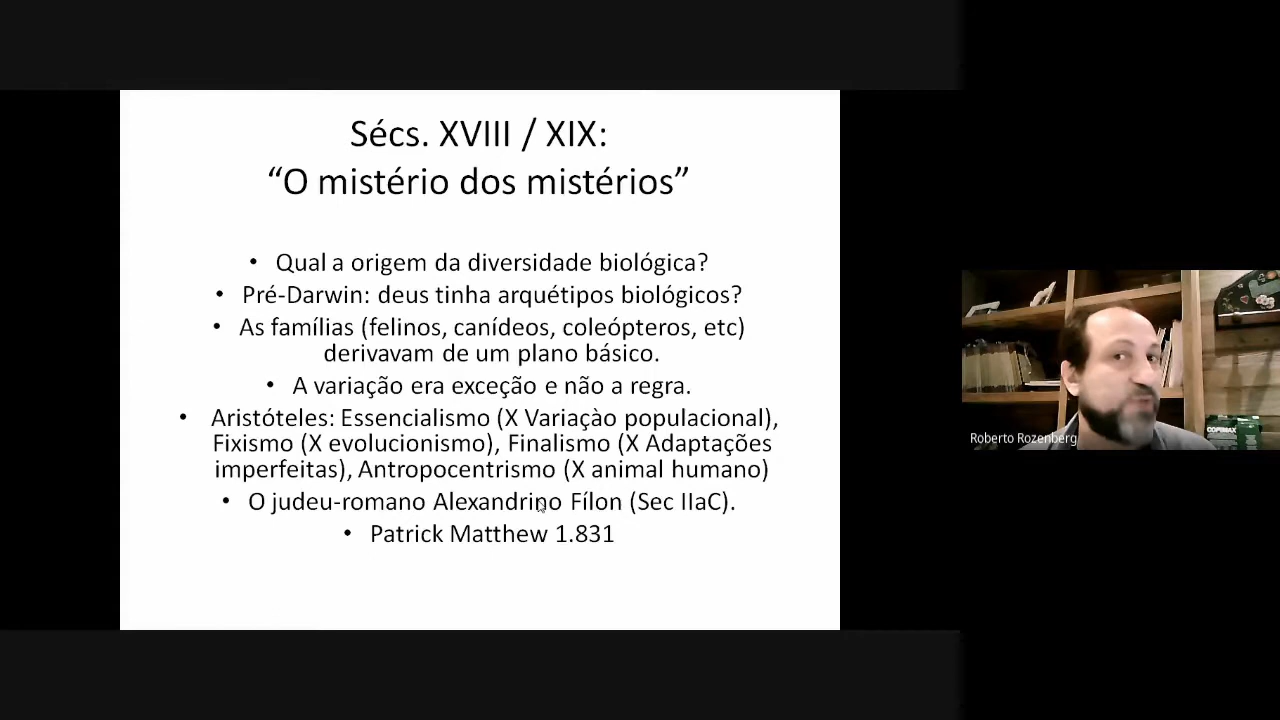 Sécs. XVIII / XIX:
“O mistério dos mistérios”
• Qual a origem da diversidade biológica?
• Pré-Darwin: deus tinha arquétipos biológicos?
• As famílias (felinos, canídeos, coleópteros, etc)
derivavam de um plano básico.
• A variação era exceção e não a regra.
• Aristóteles: Essencialismo (X Variaçào populacional),
Fixismo (X evolucionismo), Finalismo (X Adaptações
imperfeitas), Antropocentrismo (X animal humano)
• O judeu-romano Alexandrino Fílon (Sec IIaC).
• Patrick Matthew 1.831
Roberto Rozenberg
COPIMAX